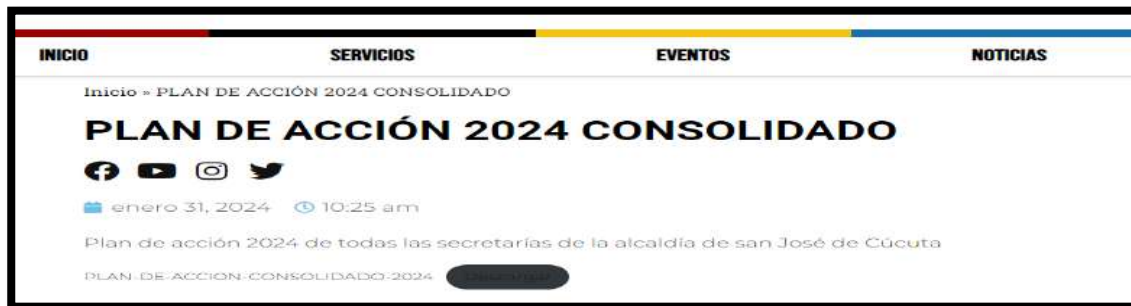 INICIO SERVICIOS EVENTOS NOTICIAS
Inicio » PLAN DE ACCIÓN 2024 CONSOLIDADO
PLAN DE ACCIÓN 2024 CONSOLIDADO
enero 31, 2024 10:25 am
Plan de acción 2024 de todas las secretarías de la alcaldía de san José de Cúcuta
PLAN-DE-ACCION-CONSOLIDADO-2024 Descargar